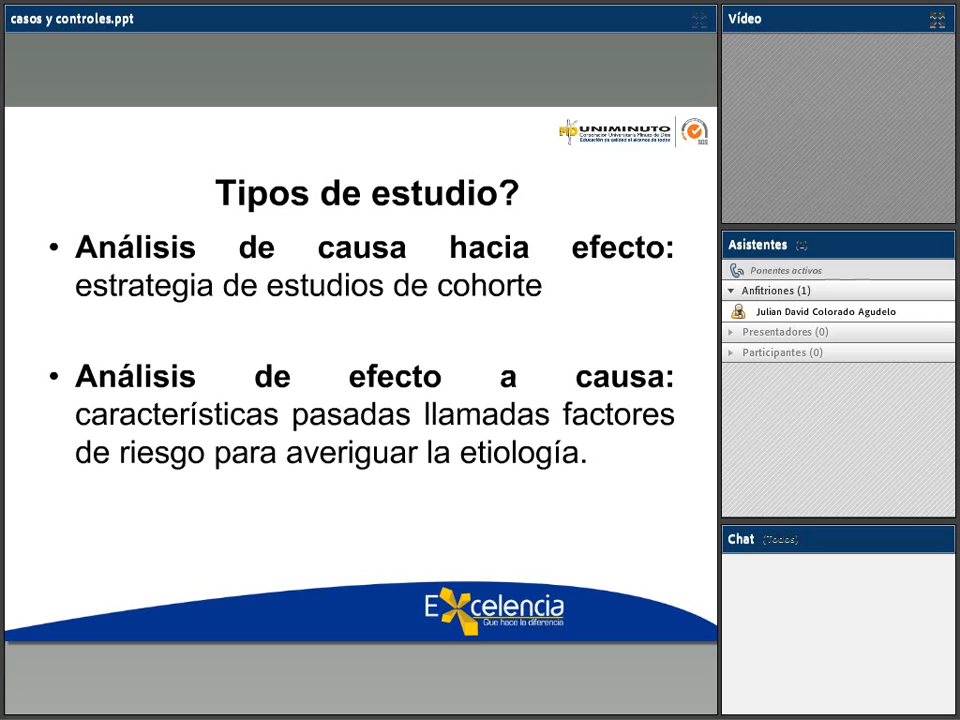 casos y controles.ppt
UNIMINUTO
Corporación Universitaria Minuto de Dios
Educación de calidad al alcance de todos
SGS
Tipos de estudio?
• Análisis de causa hacia efecto:
estrategia de estudios de cohorte
• Análisis de efecto a causa:
características pasadas llamadas factores
de riesgo para averiguar la etiología.
Excelencia
Que hace la diferencia
Vídeo
Asistentes (1)
Ponentes activos
Anfitriones (1)
Julian David Colorado Agudelo
Presentadores (0)
Participantes (0)
Chat (Todos)